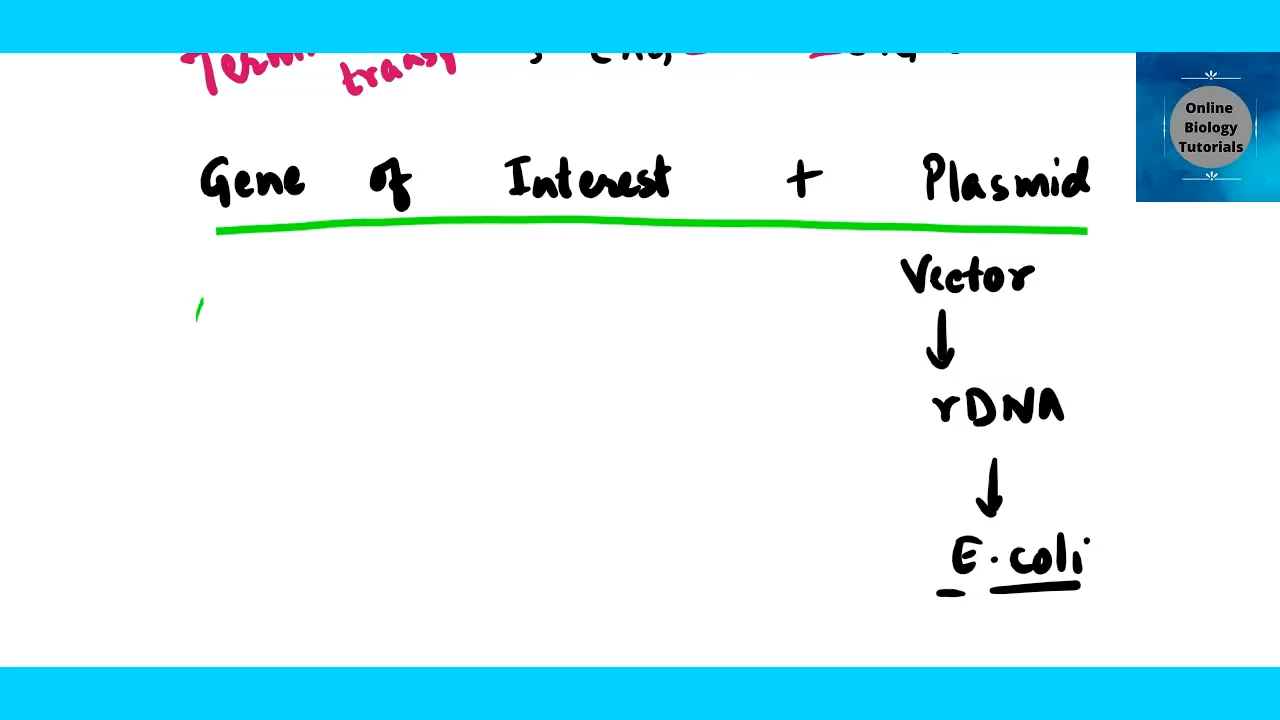 Gene of Interest + Plasmid
Vector
↓
rDNA
↓
E. coli
Online
Biology
Tutorials